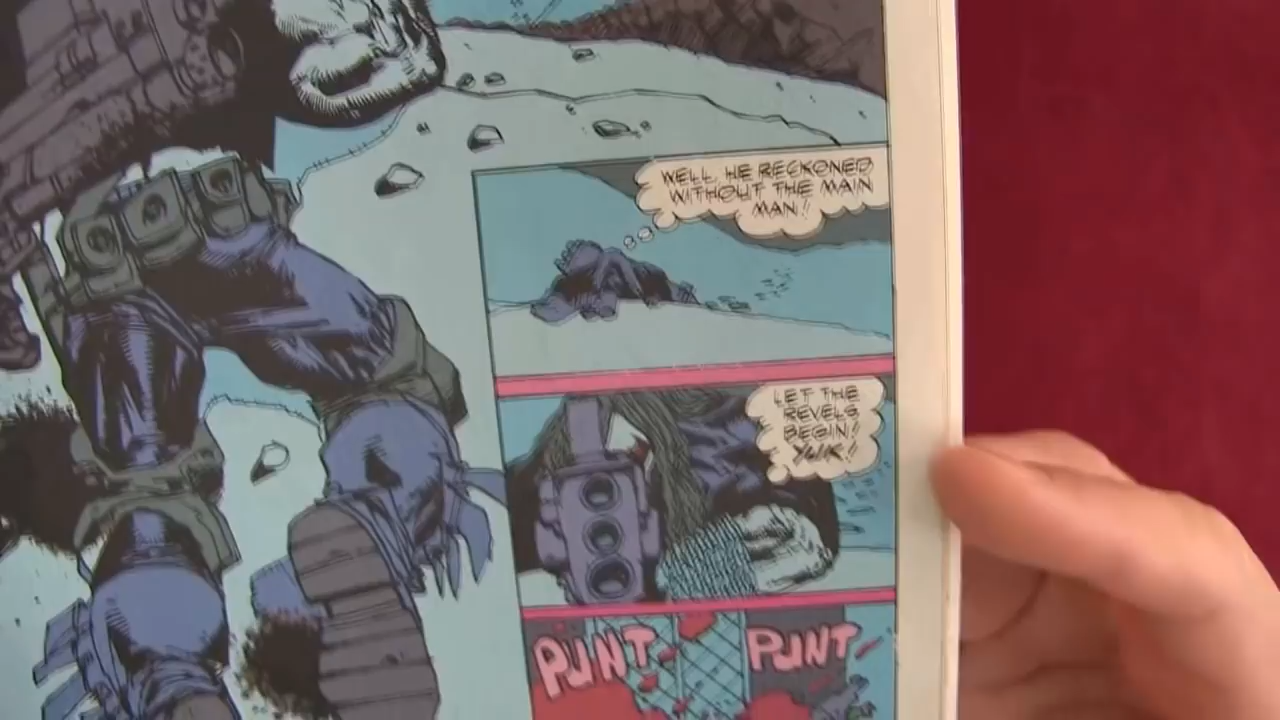 WELL, HE RECKONED
WITHOUT THE MAIN
MAN!!
LET THE
REVELS
BEGIN!
YUK!!
PUNT PUNT